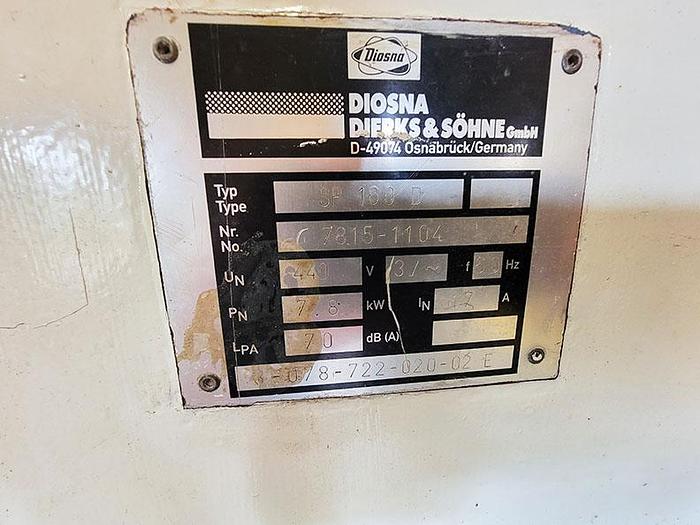 Diosna
DIOSNA
DIERKS & SÖHNE GmbH
D-49074 Osnabrück/Germany
Typ
Type
SP 160 D
Nr.
No.
7815-1104
UN 440 V 3/~ f Hz
PN 7.8 kW IN A
LPA 70 dB (A)
078-722-020-02 E